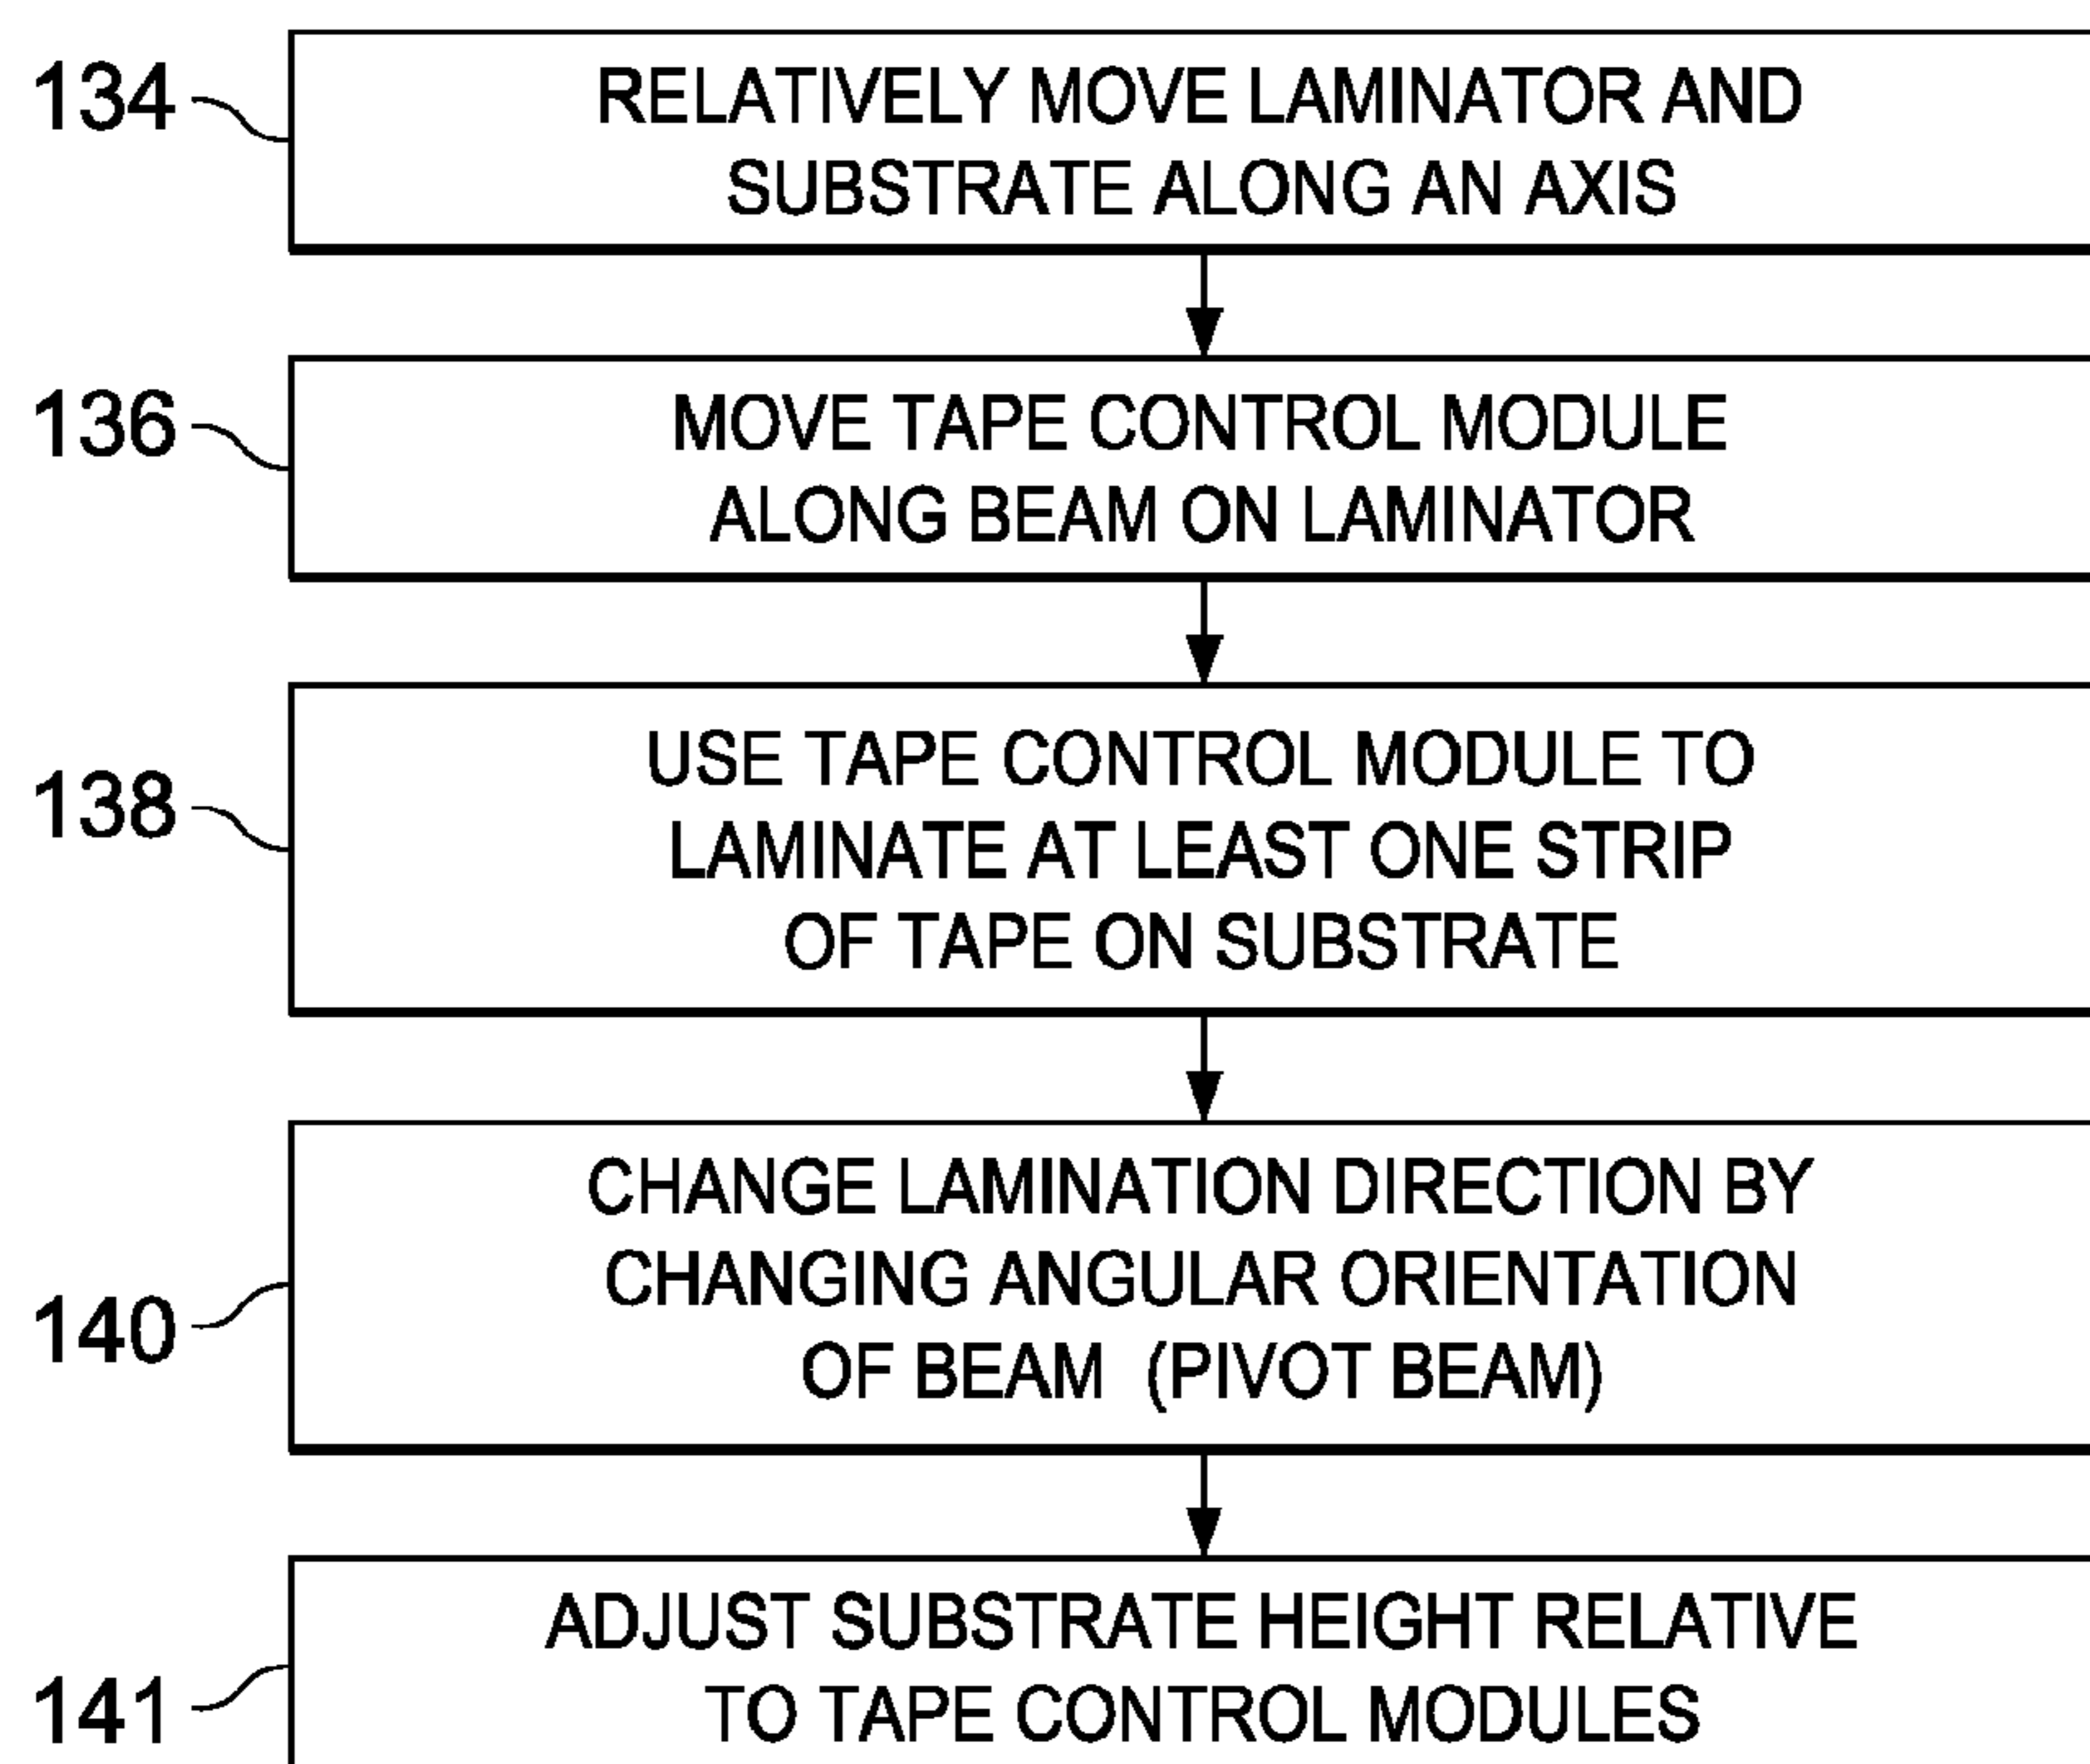 134
RELATIVELY MOVE LAMINATOR AND
SUBSTRATE ALONG AN AXIS
136
MOVE TAPE CONTROL MODULE
ALONG BEAM ON LAMINATOR
138
USE TAPE CONTROL MODULE TO
LAMINATE AT LEAST ONE STRIP
OF TAPE ON SUBSTRATE
140
CHANGE LAMINATION DIRECTION BY
CHANGING ANGULAR ORIENTATION
OF BEAM (PIVOT BEAM)
141
ADJUST SUBSTRATE HEIGHT RELATIVE
TO TAPE CONTROL MODULES